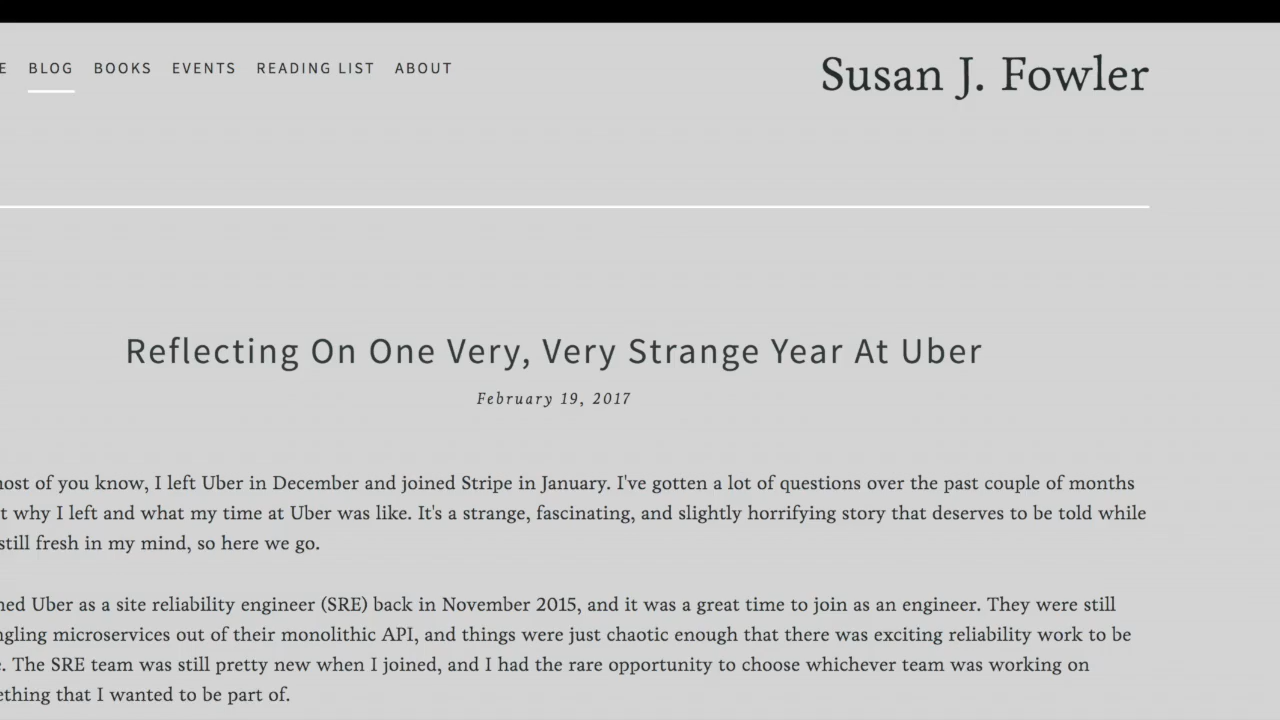 E BLOG BOOKS EVENTS READING LIST ABOUT
Susan J. Fowler
Reflecting On One Very, Very Strange Year At Uber
February 19, 2017
of you know, I left Uber in December and joined Stripe in January. I've gotten a lot of questions over the past couple of months
why I left and what my time at Uber was like. It's a strange, fascinating, and slightly horrifying story that deserves to be told while
still fresh in my mind, so here we go.
Uber as a site reliability engineer (SRE) back in November 2015, and it was a great time to join as an engineer. They were still
microservices out of their monolithic API, and things were just chaotic enough that there was exciting reliability work to be
The SRE team was still pretty new when I joined, and I had the rare opportunity to choose whichever team was working on
that I wanted to be part of.